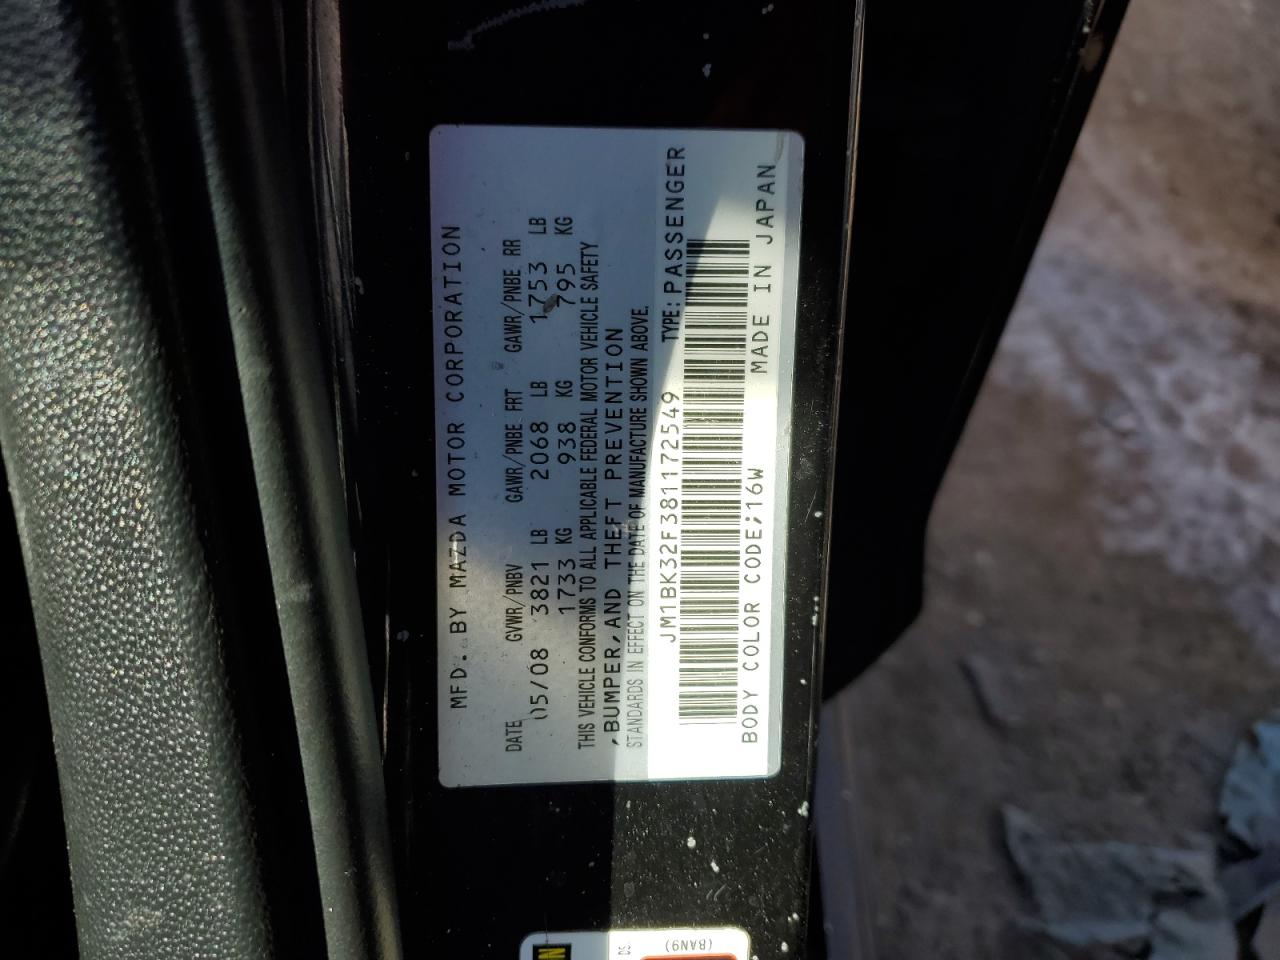 MFD. BY MAZDA MOTOR CORPORATION
DATE GVWR/PNBV GAWR/PNBE FRT GAWR/PNBE RR
05/08 3821 LB 2068 LB 1753 LB
1733 KG 938 KG 795 KG
THIS VEHICLE CONFORMS TO ALL APPLICABLE FEDERAL MOTOR VEHICLE SAFETY
,BUMPER,AND THEFT PREVENTION
STANDARDS IN EFFECT ON THE DATE OF MANUFACTURE SHOWN ABOVE.
JM1BK32F381172549 TYPE:PASSENGER
BODY COLOR CODE;16W MADE IN JAPAN
(BAN9)